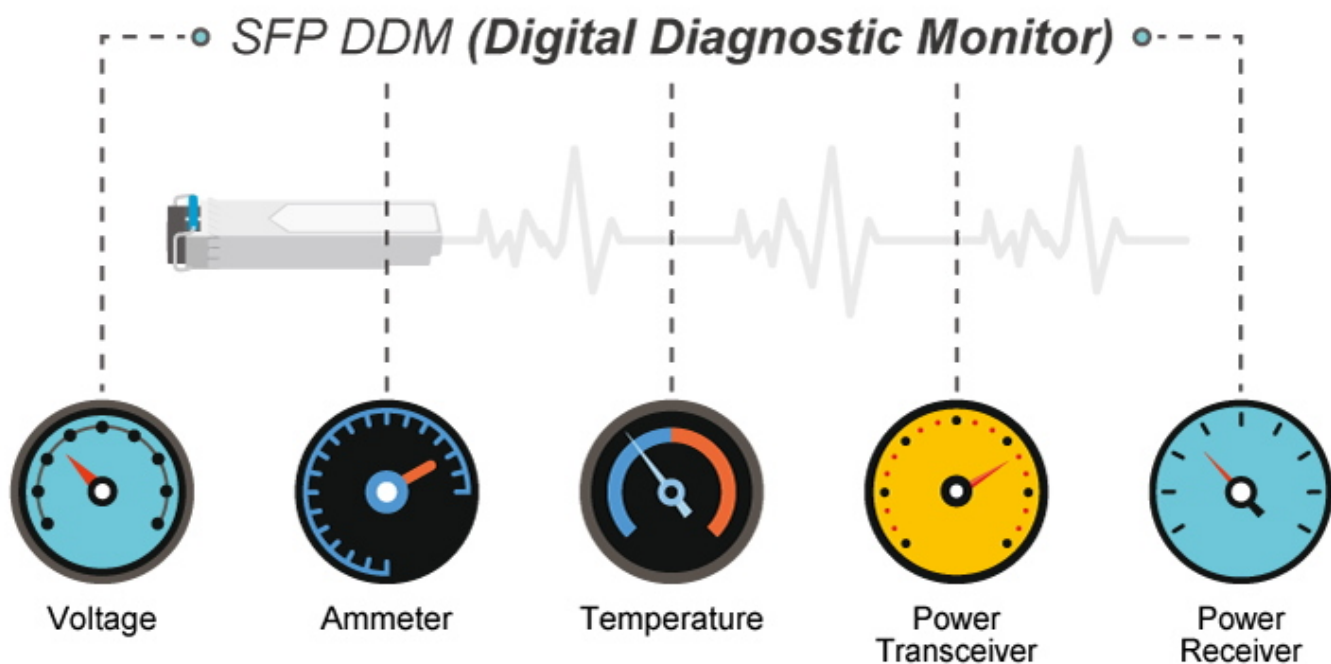 SFP DDM (Digital Diagnostic Monitor)
Voltage
Ammeter
Temperature
Power
Transceiver
Power
Receiver